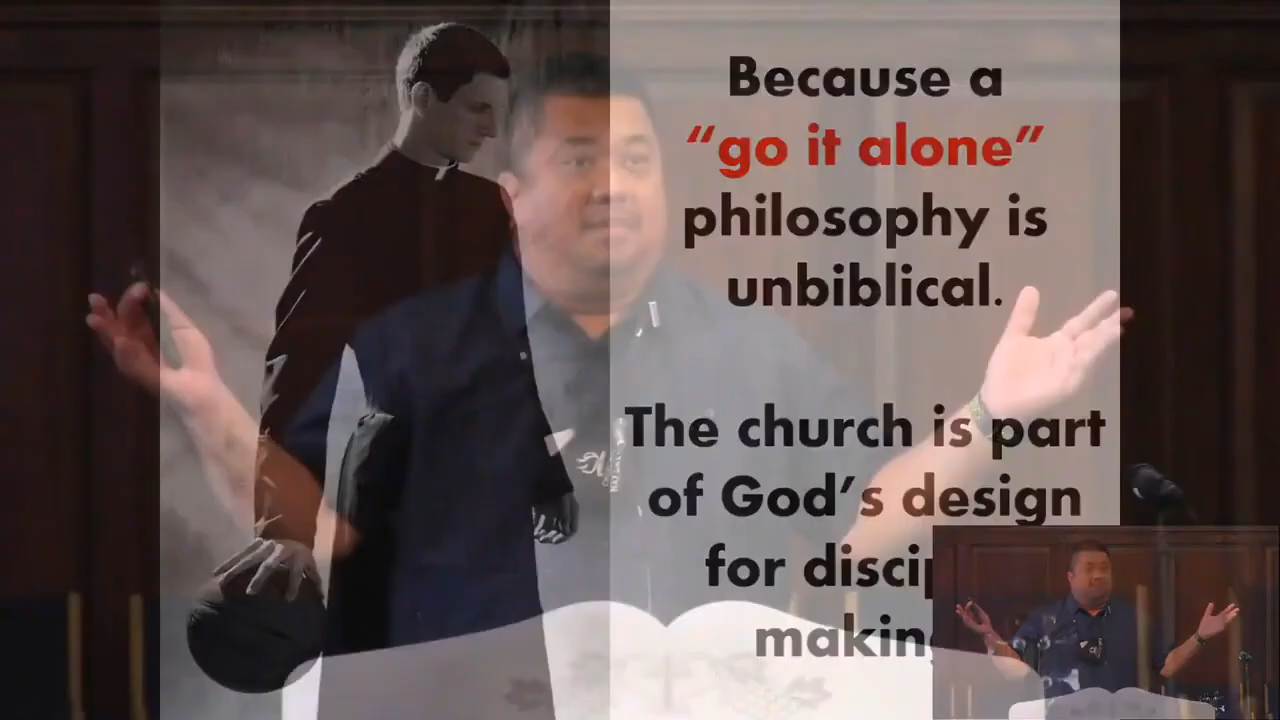 Because a
“go it alone”
philosophy is
unbiblical.
The church is part
of God’s design
for